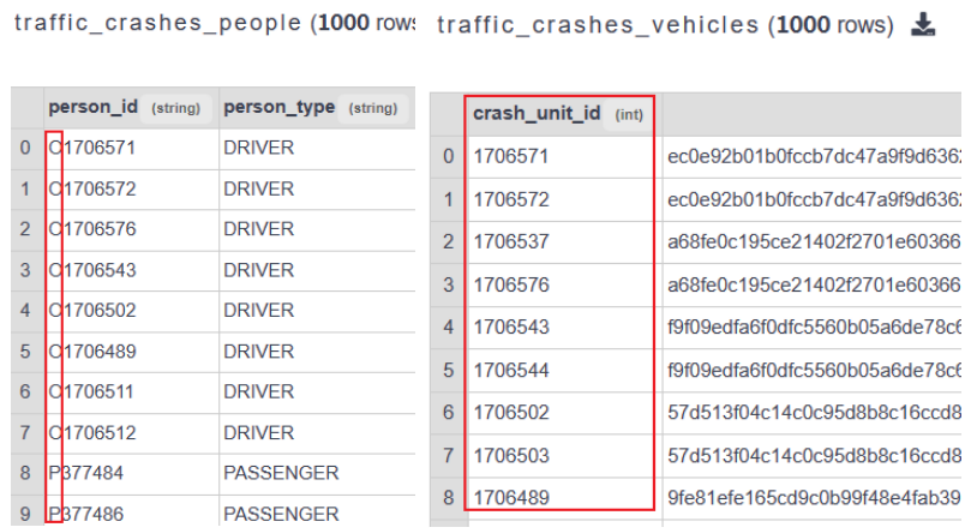 traffic_crashes_people (1000 rows
person_id (string) person_type (string)
0 O1706571 DRIVER
1 O1706572 DRIVER
2 O1706576 DRIVER
3 O1706543 DRIVER
4 O1706502 DRIVER
5 O1706489 DRIVER
6 O1706511 DRIVER
7 O1706512 DRIVER
8 P377484 PASSENGER
9 P377486 PASSENGER
traffic_crashes_vehicles (1000 rows)
crash_unit_id (int)
0 1706571 ec0e92b01b0fccb7dc47a9f9d636
1 1706572 ec0e92b01b0fccb7dc47a9f9d636
2 1706537 a68fe0c195ce21402f2701e60366
3 1706576 a68fe0c195ce21402f2701e60366
4 1706543 f9f09edfa6f0dfc5560b05a6de78c6
5 1706544 f9f09edfa6f0dfc5560b05a6de78c6
6 1706502 57d513f04c14c0c95d8b8c16ccd8
7 1706503 57d513f04c14c0c95d8b8c16ccd8
8 1706489 9fe81efe165cd9c0b99f48e4fab39